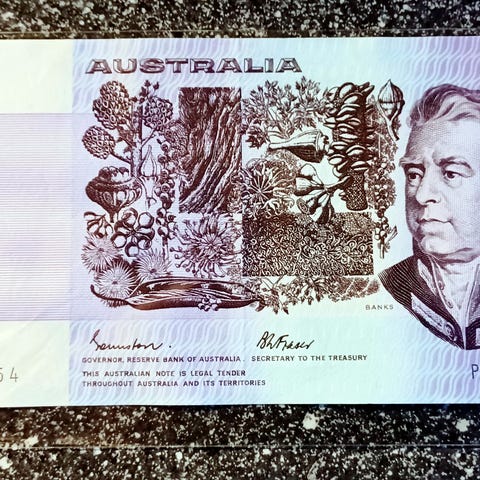 AUSTRALIA
BANKS
GOVERNOR, RESERVE BANK OF AUSTRALIA. SECRETARY TO THE TREASURY
THIS AUSTRALIAN NOTE IS LEGAL TENDER
THROUGHOUT AUSTRALIA AND ITS TERRITORIES
54
P